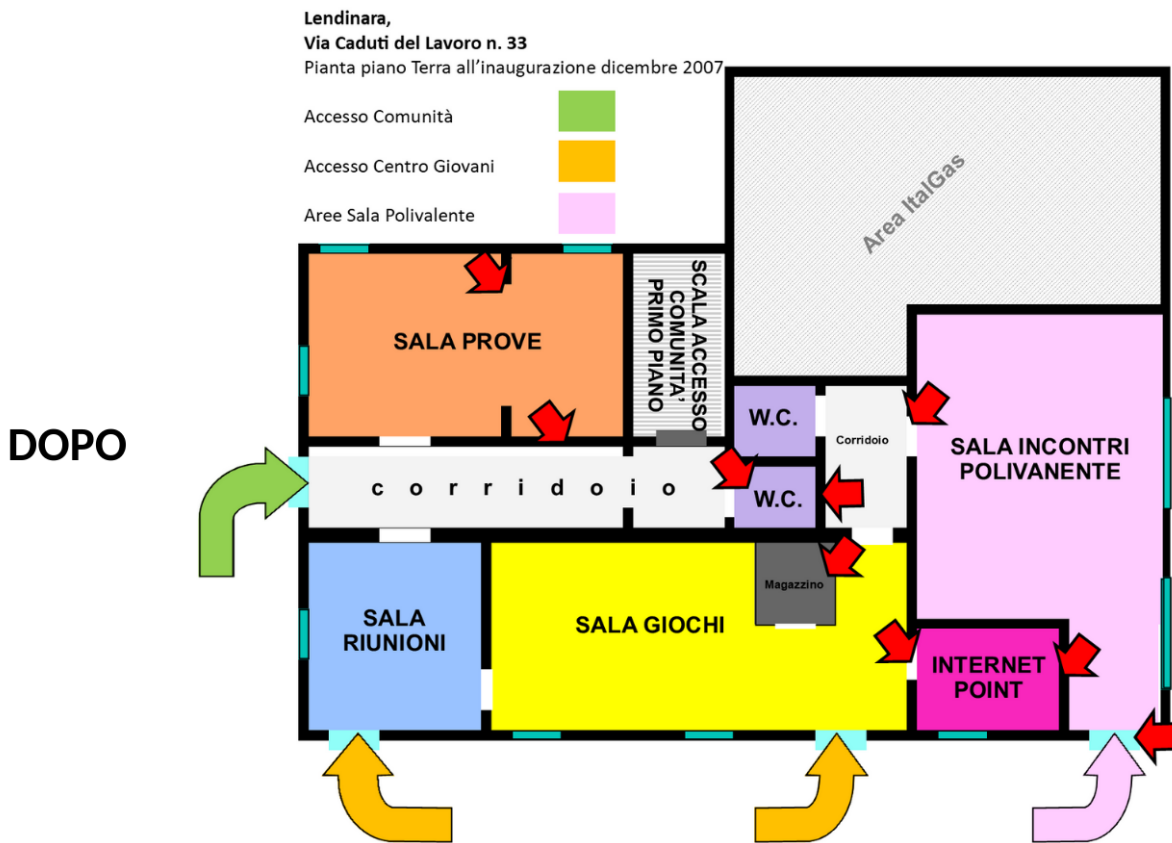 Lendinara,
Via Caduti del Lavoro n. 33
Pianta piano Terra all'inaugurazione dicembre 2007
Accesso Comunità
Accesso Centro Giovani
Aree Sala Polivalente
Area ItalGas
SALA PROVE
SCALA ACCESSO
COMUNITA'
PRIMO PIANO
DOPO
W.C.
Corridoio
SALA INCONTRI
POLIVANENTE
corridoio
W.C.
Magazzino
SALA
RIUNIONI
SALA GIOCHI
INTERNET
POINT